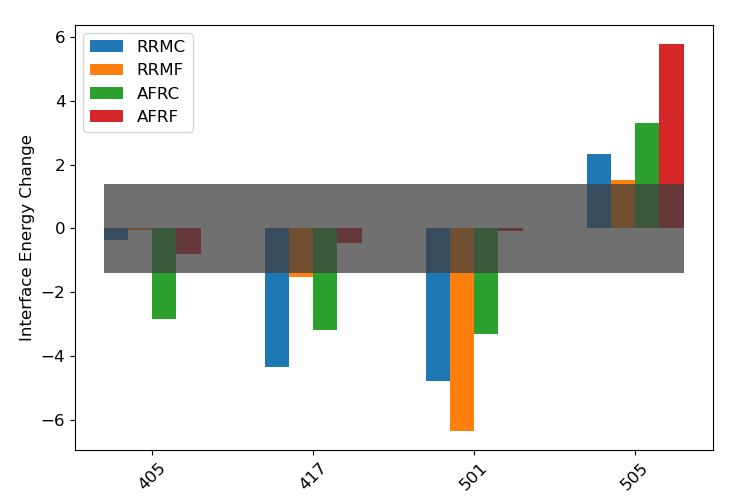 6
4
2
0
−2
−4
−6
Interface Energy Change
RRMC
RRMF
AFRC
AFRF
405
417
501
505